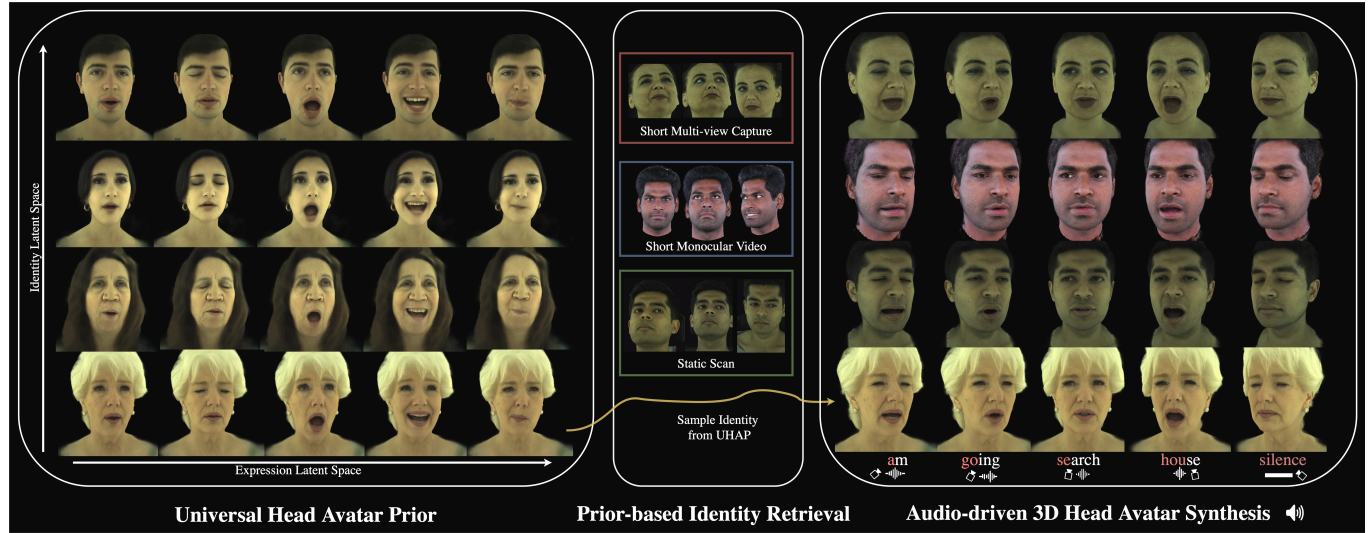 Identity Latent Space
Expression Latent Space
Universal Head Avatar Prior
Short Multi-view Capture
Short Monocular Video
Static Scan
Sample Identity
from UHAP
Prior-based Identity Retrieval
am
going
search
house
silence
Audio-driven 3D Head Avatar Synthesis